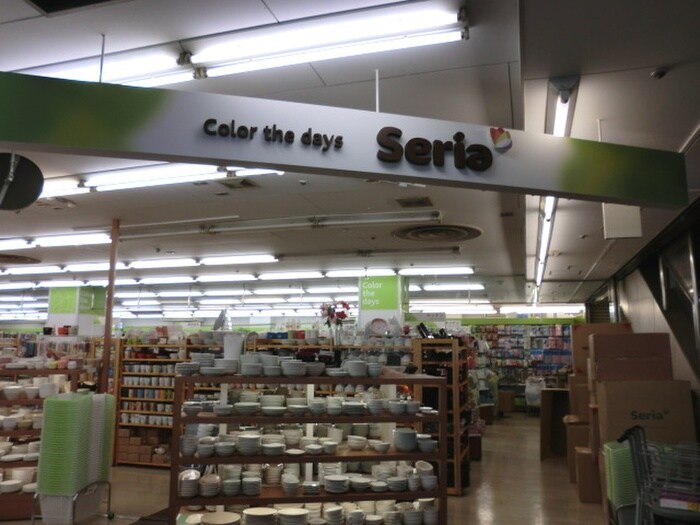 Color the days Seria
Color
the
days
Seria